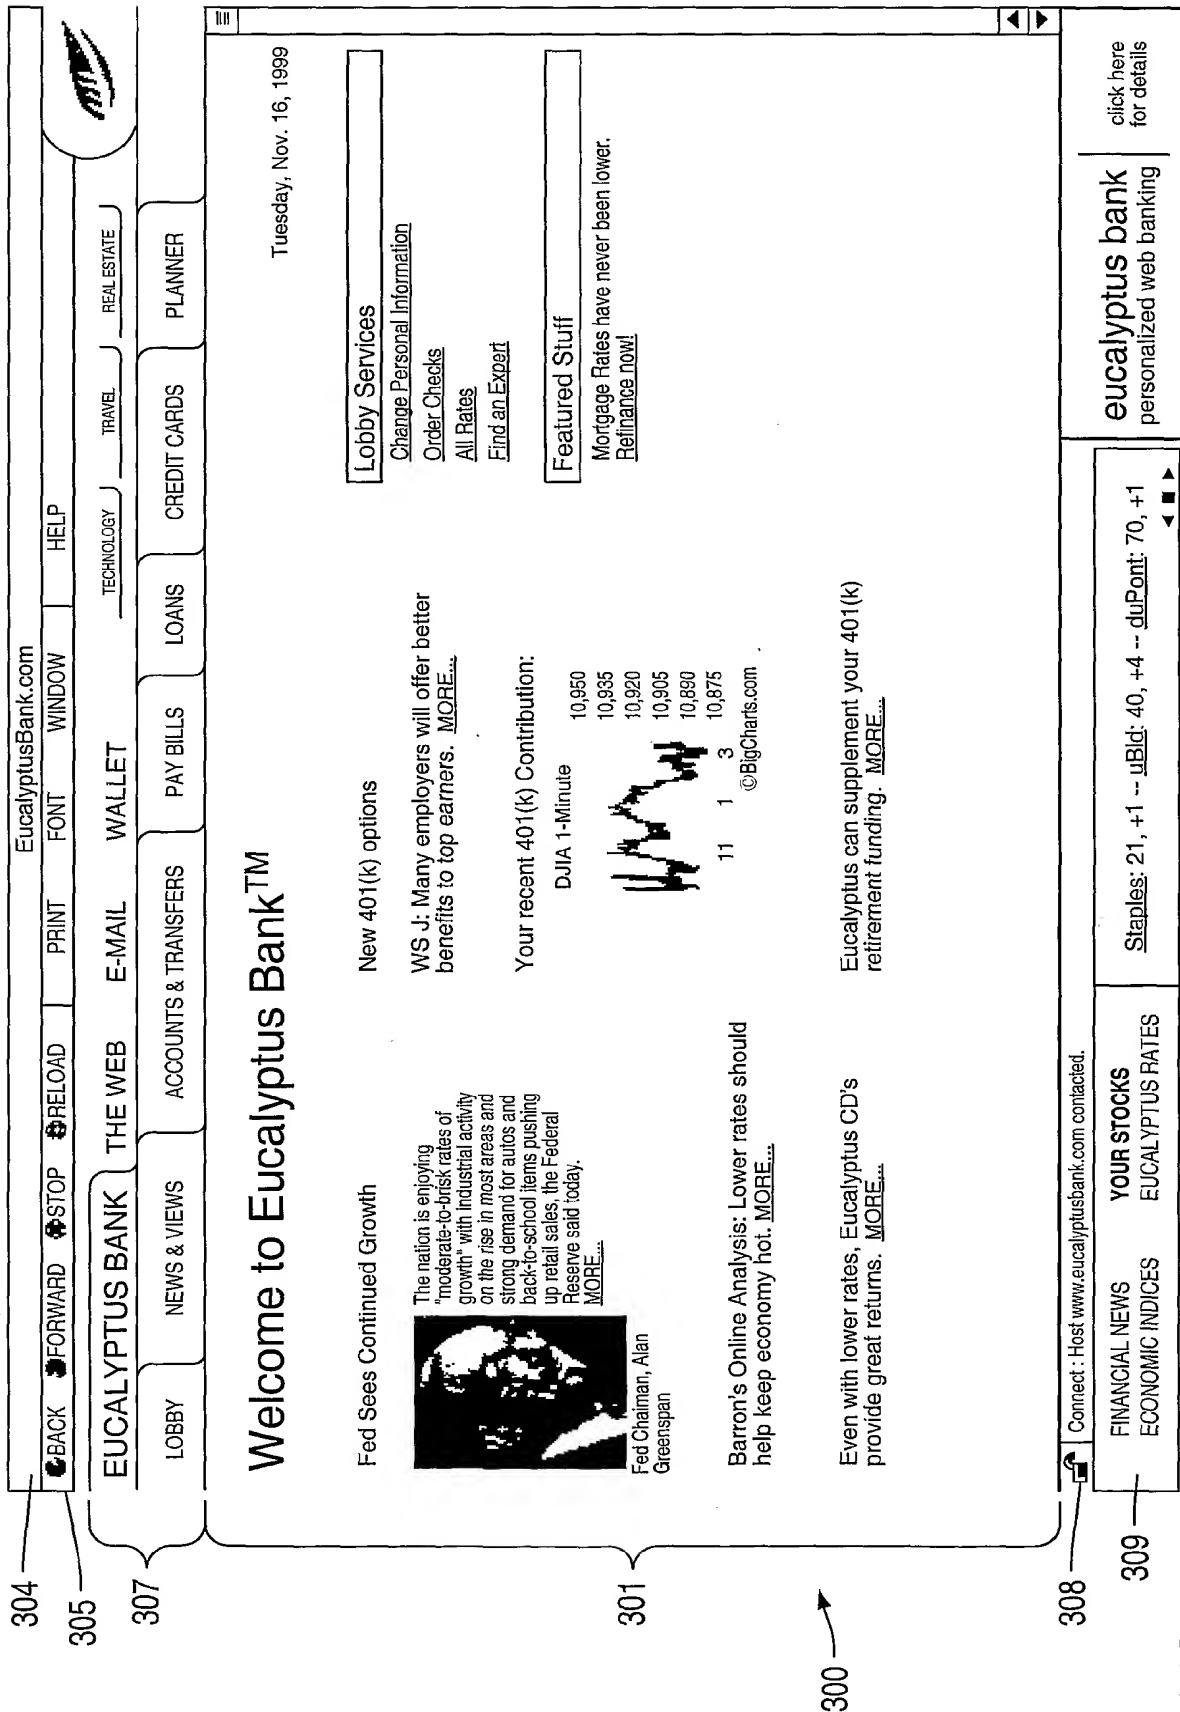 EucalyptusBank.com
BACK FORWARD STOP RELOAD PRINT FONT WINDOW HELP
EUCALYPTUS BANK THE WEB E-MAIL WALLET TECHNOLOGY TRAVEL REAL ESTATE
LOBBY NEWS & VIEWS ACCOUNTS & TRANSFERS PAY BILLS LOANS CREDIT CARDS PLANNER
Tuesday, Nov. 16, 1999
Welcome to Eucalyptus Bank™
Fed Sees Continued Growth
The nation is enjoying
"moderate-to-brisk rates of
growth" with Industrial activity
on the rise in most areas and
strong demand for autos and
back-to-school items pushing
up retail sales, the Federal
Reserve said today.
MORE...
Fed Chaiman, Alan
Greenspan
Barron's Online Analysis: Lower rates should
help keep economy hot. MORE...
Even with lower rates, Eucalyptus CD's
provide great returns. MORE...
New 401(k) options
WS J: Many employers will offer better
benefits to top earners. MORE...
Your recent 401(k) Contribution:
DJIA 1-Minute
10,950
10,935
10,920
10,905
10,890
10,875
11 1 3
©BigCharts.com
Eucalyptus can supplement your 401(k)
retirement funding. MORE...
Lobby Services
Change Personal Information
Order Checks
All Rates
Find an Expert
Featured Stuff
Mortgage Rates have never been lower.
Refinance now!
Connect : Host www.eucalyptusbank.com contacted.
FINANCIAL NEWS YOUR STOCKS
ECONOMIC INDICES EUCALYPTUS RATES
Staples: 21, +1 -- uBld: 40, +4 -- duPont: 70, +1
eucalyptus bank
personalized web banking
click here
for details
304
305
307
301
300
308
309